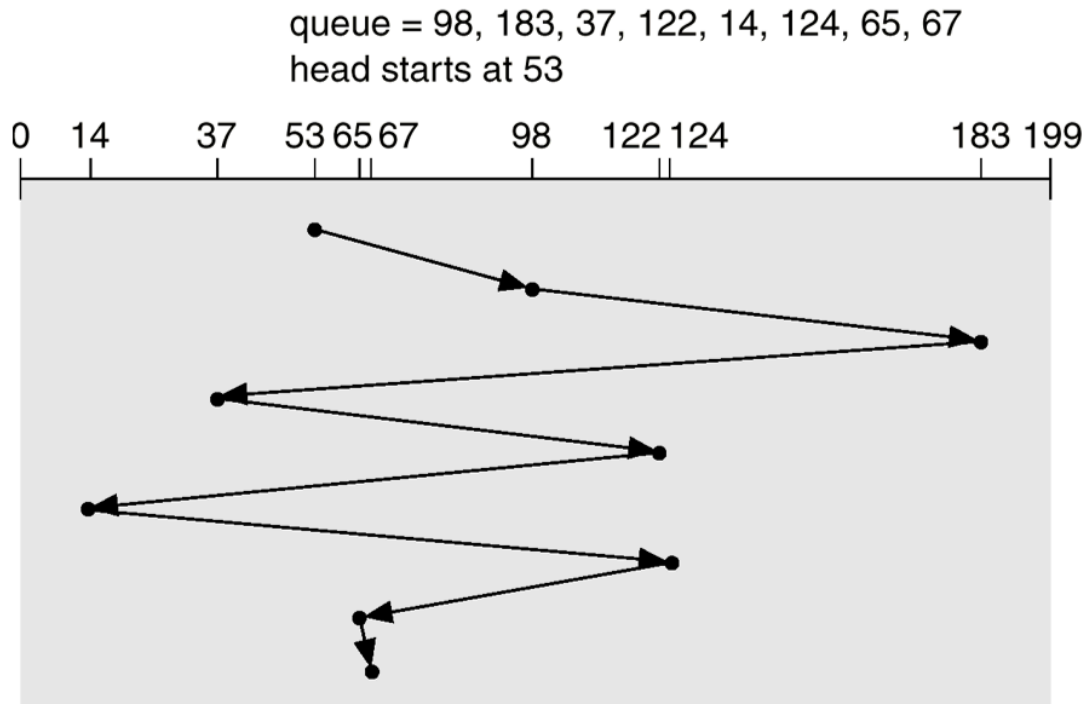 queue = 98, 183, 37, 122, 14, 124, 65, 67
head starts at 53
0 14 37 53 65 67 98 122 124 183 199